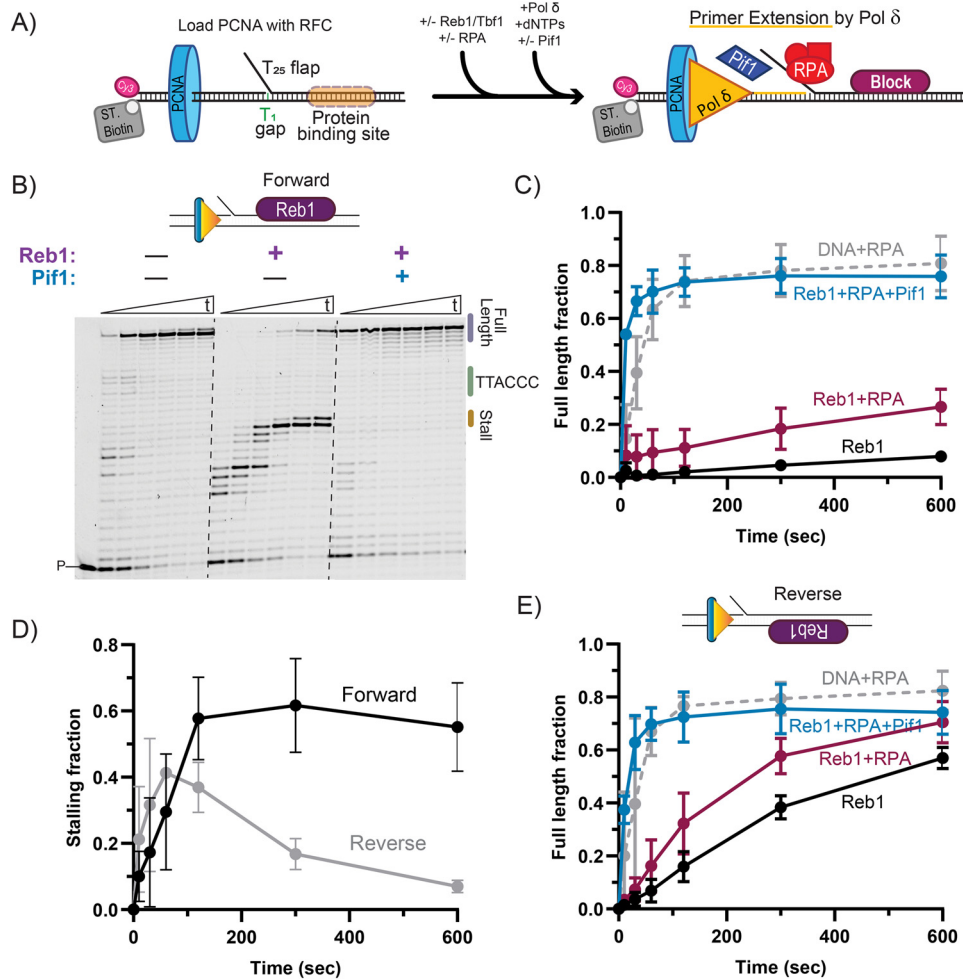 A)
Load PCNA with RFC
Cy3
ST.
Biotin
PCNA
T25 flap
T1
gap
Protein
binding site
+/- Reb1/Tbf1
+/- RPA
+Pol δ
+dNTPs
+/- Pif1
Primer Extension by Pol δ
Cy3
ST.
Biotin
PCNA
Pol δ
Pif1
RPA
Block
B)
Forward
Reb1
Reb1: — + +
Pif1: — — +
t t t
Full
Length
TTACCC
Stall
P
C)
Full length fraction
1.0
0.8
0.6
0.4
0.2
0.0
DNA+RPA
Reb1+RPA+Pif1
Reb1+RPA
Reb1
0 200 400 600
Time (sec)
D)
Stalling fraction
0.8
0.6
0.4
0.2
0.0
Forward
Reverse
0 200 400 600
Time (sec)
E)
Reverse
Reb1
Full length fraction
1.0
0.8
0.6
0.4
0.2
0.0
DNA+RPA
Reb1+RPA+Pif1
Reb1+RPA
Reb1
0 200 400 600
Time (sec)